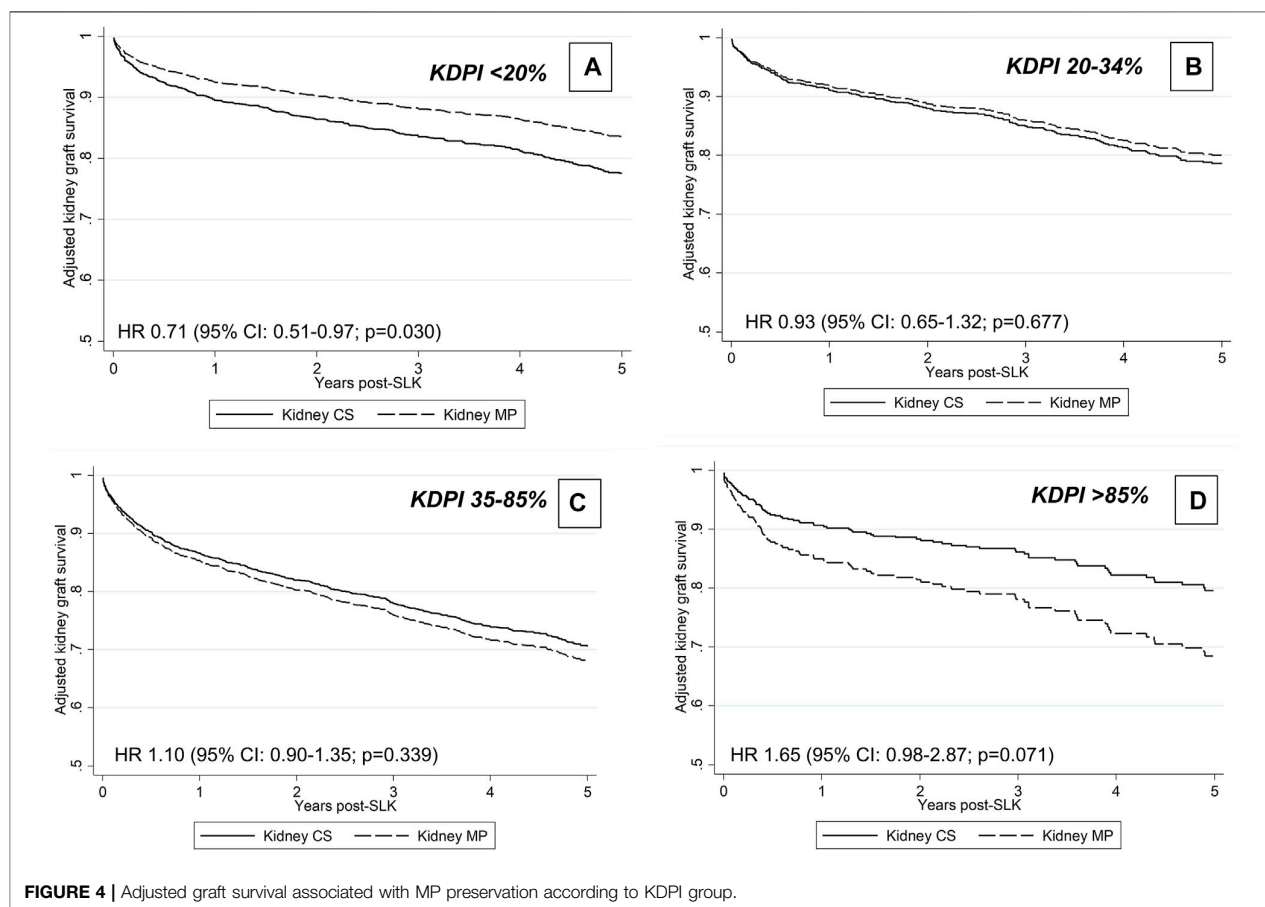 KDPI <20%
A
Adjusted kidney graft survival
1
.9
.8
.7
.6
.5
HR 0.71 (95% CI: 0.51-0.97; p=0.030)
0 1 2 3 4 5
Years post-SLK
Kidney CS Kidney MP
KDPI 20-34%
B
Adjusted kidney graft survival
1
.9
.8
.7
.6
.5
HR 0.93 (95% CI: 0.65-1.32; p=0.677)
0 1 2 3 4 5
Years post-SLK
Kidney CS Kidney MP
KDPI 35-85%
C
Adjusted kidney graft survival
1
.9
.8
.7
.6
.5
HR 1.10 (95% CI: 0.90-1.35; p=0.339)
0 1 2 3 4 5
Years post-SLK
Kidney CS Kidney MP
KDPI >85%
D
Adjusted kidney graft survival
1
.9
.8
.7
.6
.5
HR 1.65 (95% CI: 0.98-2.87; p=0.071)
0 1 2 3 4 5
Years post-SLK
Kidney CS Kidney MP
FIGURE 4 | Adjusted graft survival associated with MP preservation according to KDPI group.